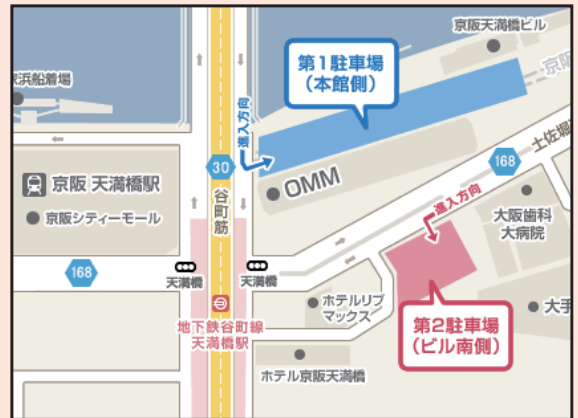 京阪天満橋ビル
第1駐車場
（本館側）
京阪
浜船着場
進入方向
土佐堀
30
168
OMM
京阪 天満橋駅
谷町筋
進入方向
大阪歯科
大病院
京阪シティーモール
168
天満橋
天満橋
ホテルリブ
マックス
第2駐車場
（ビル南側）
大手
地下鉄谷町線
天満橋駅
ホテル京阪天満橋